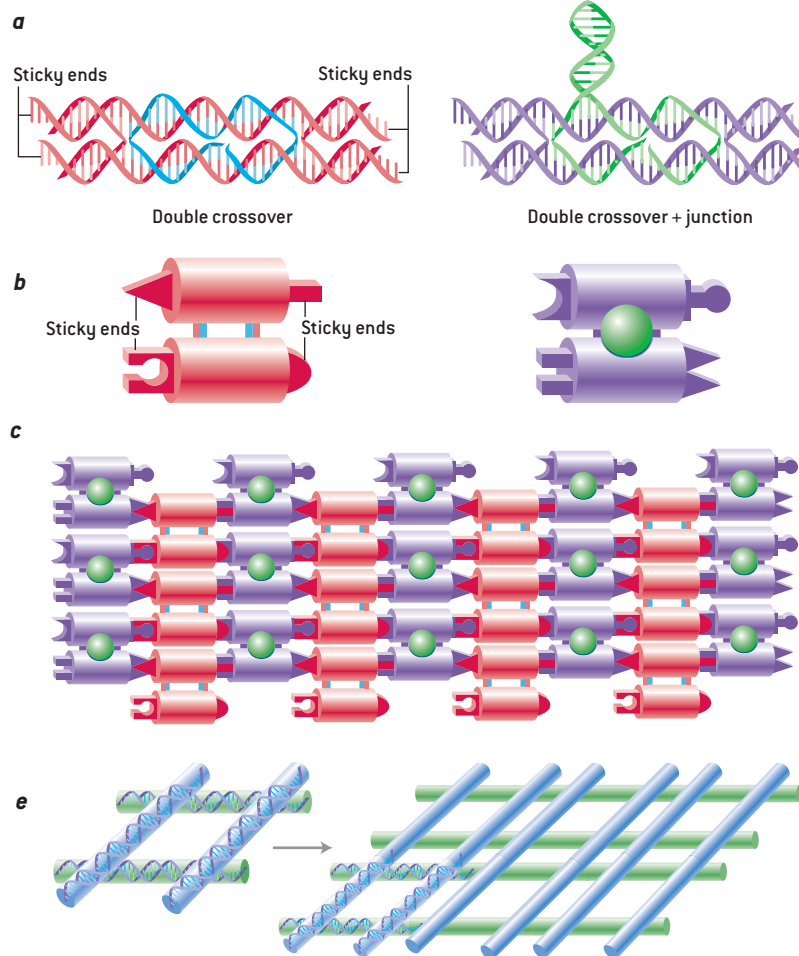 a
Sticky ends
Sticky ends
Double crossover
Double crossover + junction
b
Sticky ends
Sticky ends
c
e